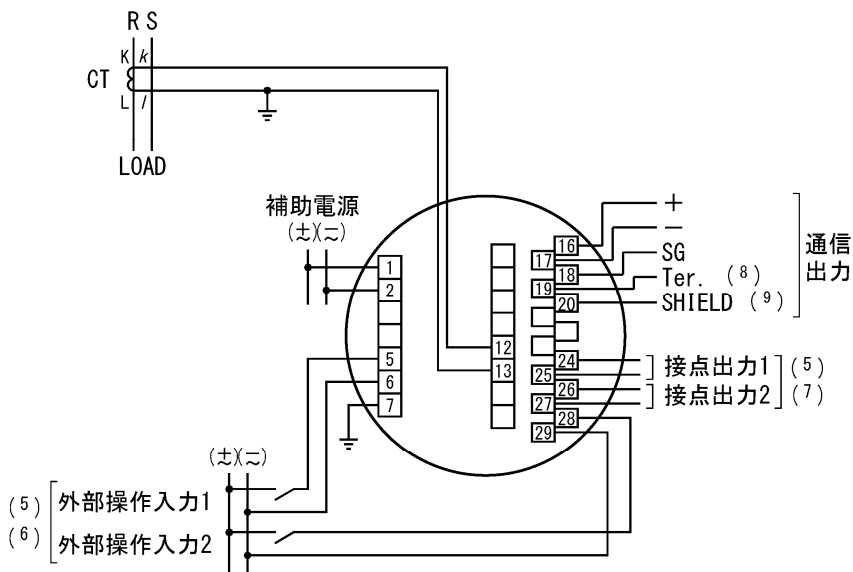 R S
K k
CT
L l
LOAD
補助電源
(±)(−)
~ ~
1
2
5
6
7
12
13
16
17
18
19
20
24
25
26
27
28
29
+
−
SG
Ter. (8)
SHIELD (9)
通信
出力
接点出力1 (5)
接点出力2 (7)
(±)(−)
~ ~
(5) 外部操作入力1
(6) 外部操作入力2